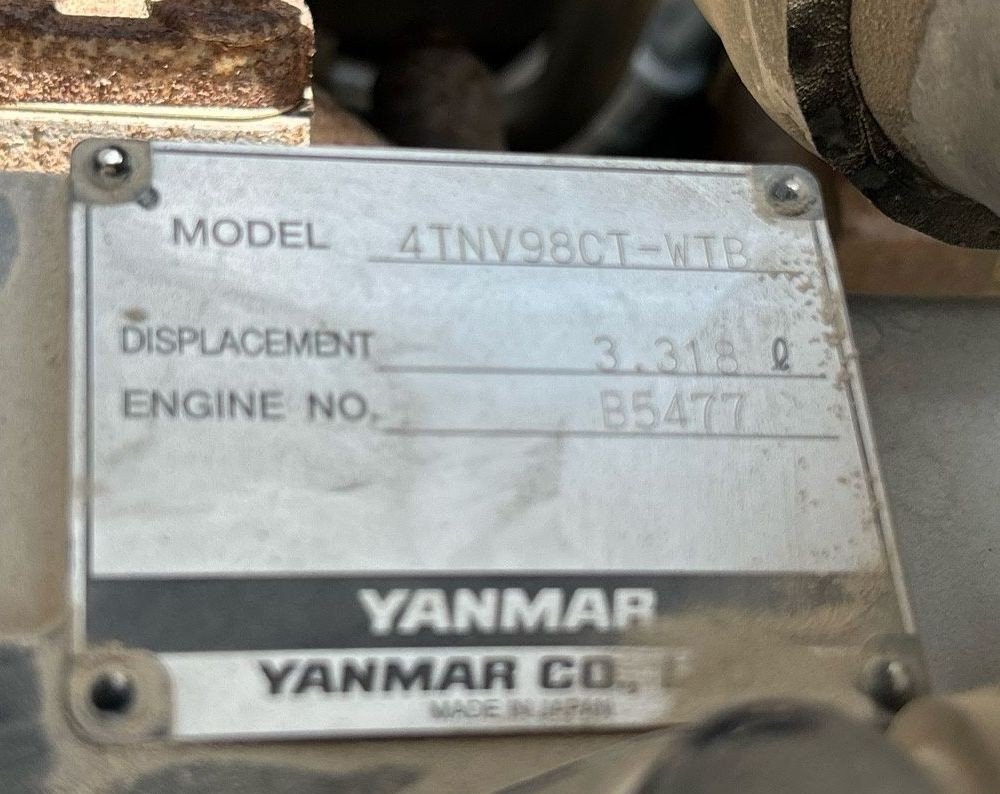 MODEL 4TNV98CT-WTB
DISPLACEMENT 3.318 ℓ
ENGINE NO. B5477
YANMAR
YANMAR CO.,
MADE IN JAPAN